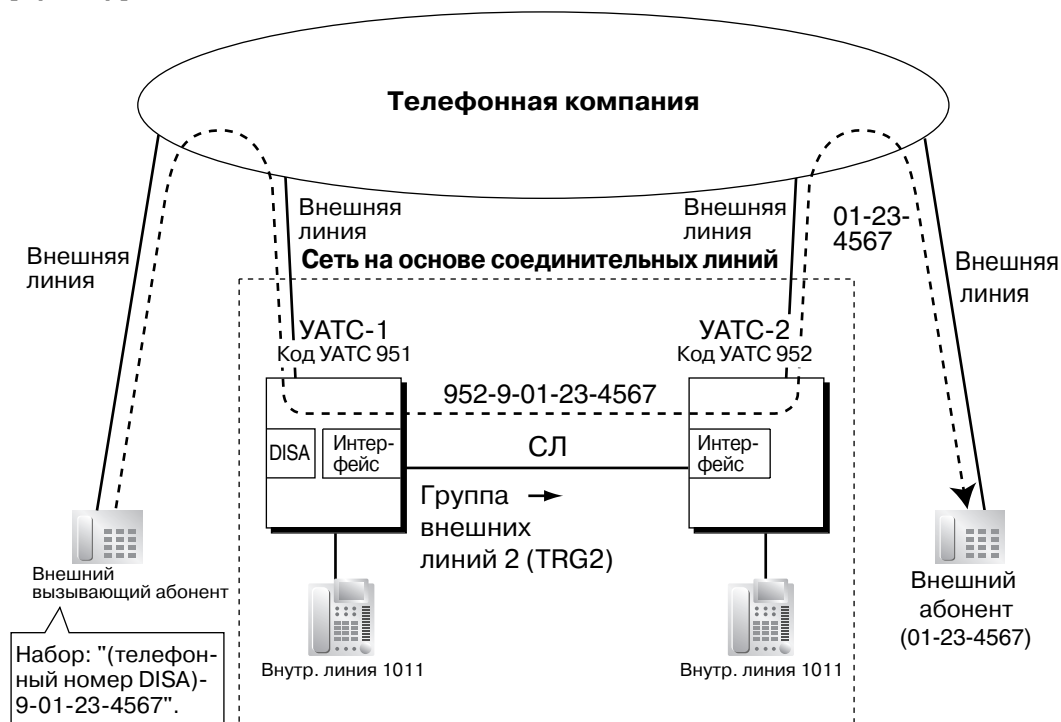 Телефонная компания
Внешняя
линия
Внешняя
линия
Внешняя
линия
01-23-
4567
Внешняя
линия
Сеть на основе соединительных линий
УАТС-1
Код УАТС 951
УАТС-2
Код УАТС 952
952-9-01-23-4567
DISA
Интер-
фейс
СЛ
Интер-
фейс
Группа
внешних
линий 2 (TRG2)
Внешний
вызывающий абонент
Набор: "(телефон-
ный номер DISA)-
9-01-23-4567".
Внутр. линия 1011
Внутр. линия 1011
Внешний
абонент
(01-23-4567)